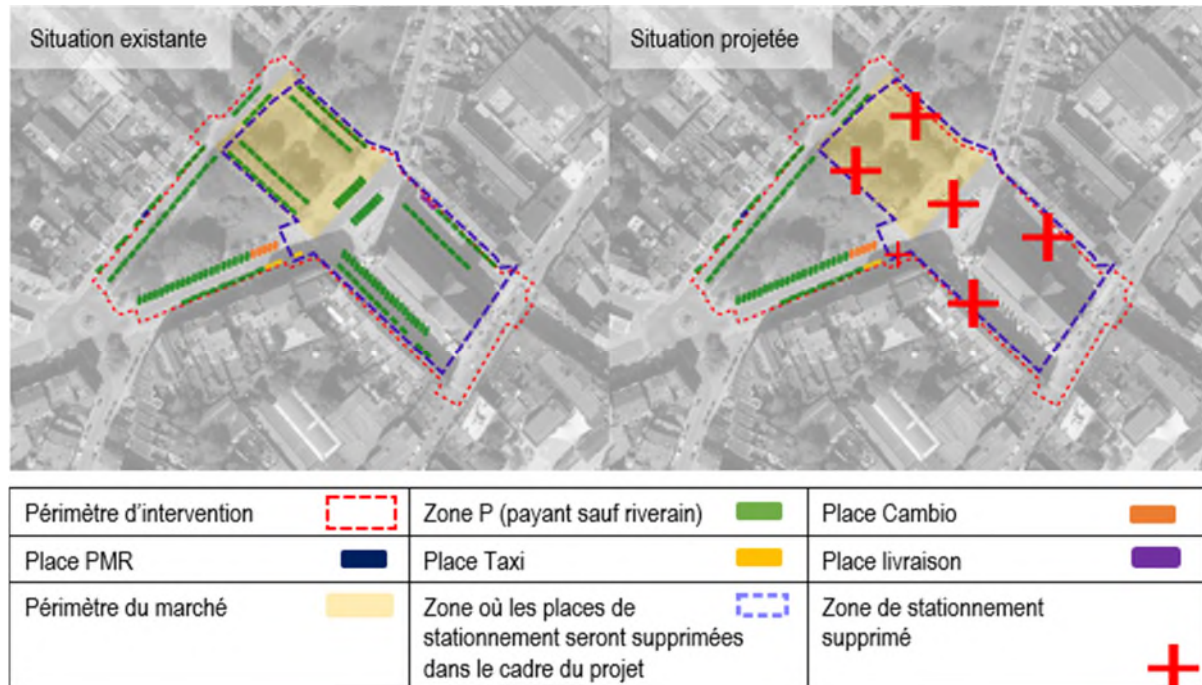 Situation existante
Situation projetée
Périmètre d'intervention
Zone P (payant sauf riverain)
Place Cambio
Place PMR
Place Taxi
Place livraison
Périmètre du marché
Zone où les places de
stationnement seront supprimées
dans le cadre du projet
Zone de stationnement
supprimé